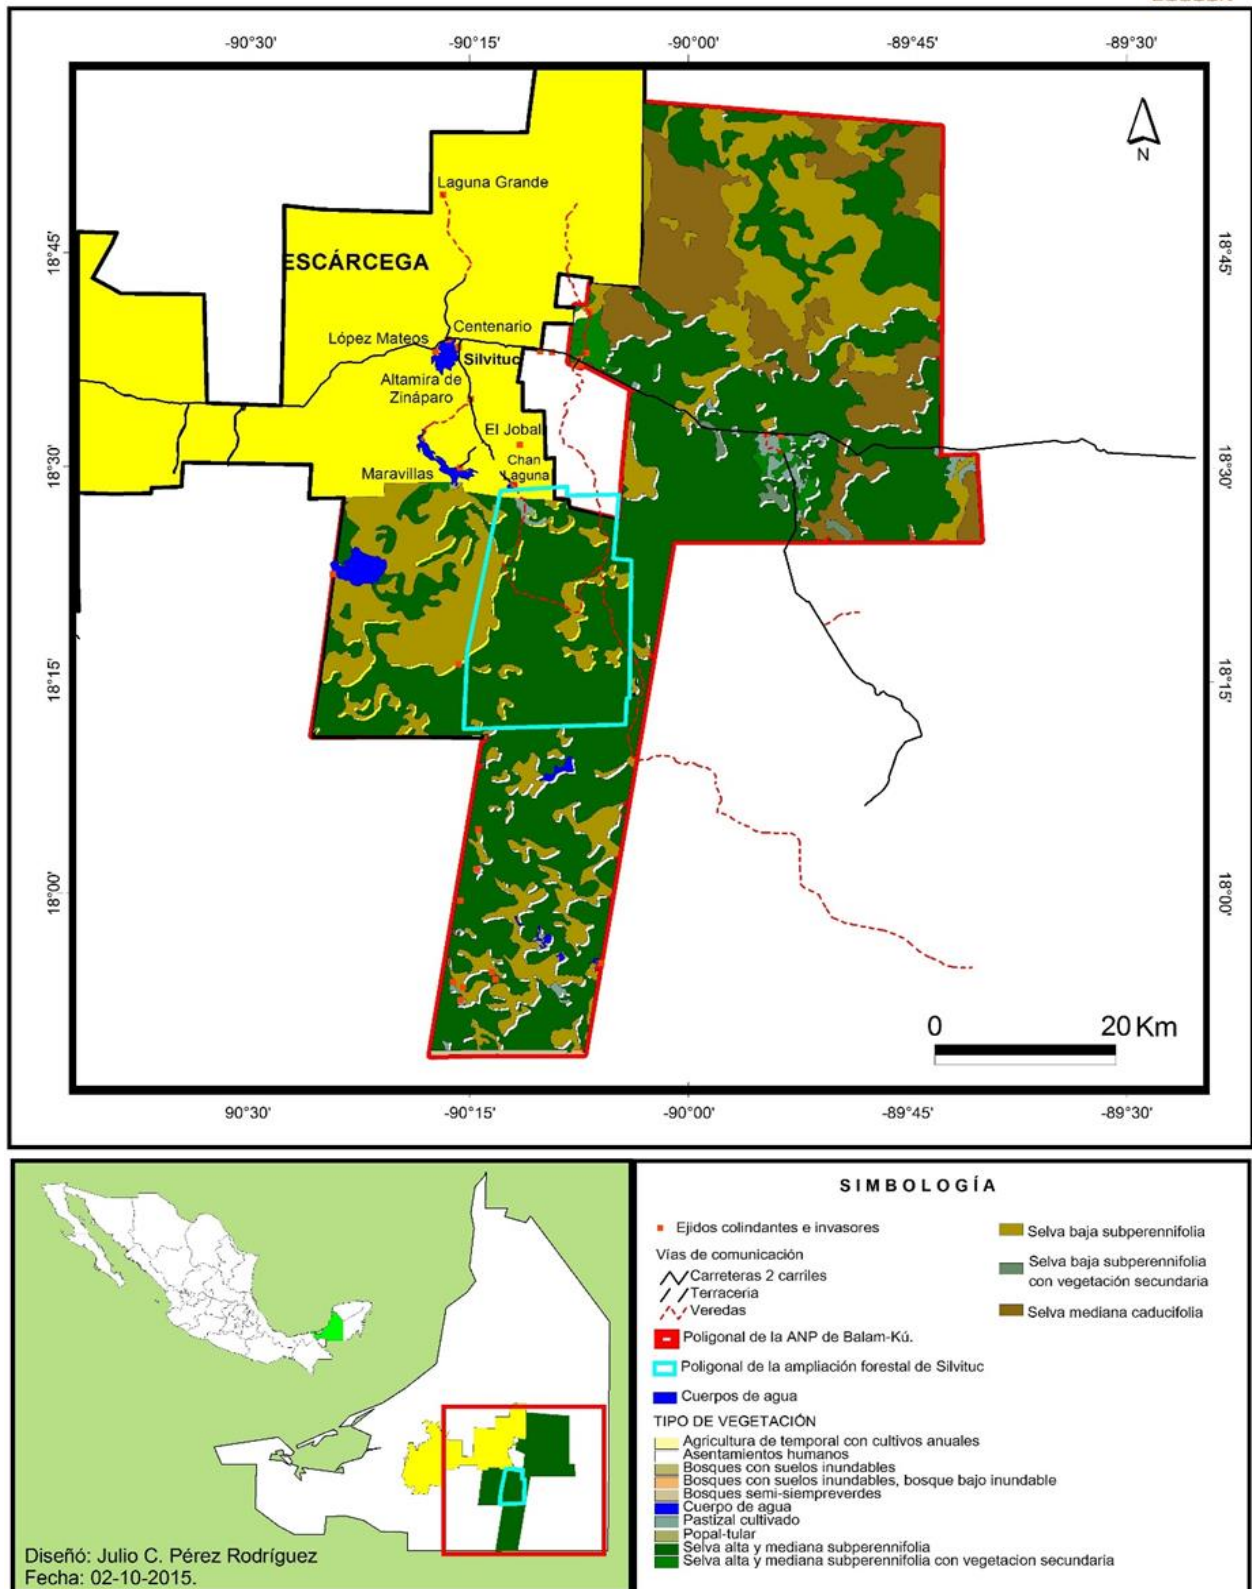 -90°30'
-90°15'
-90°00'
-89°45'
-89°30'
N
Laguna Grande
18°45'
18°45'
ESCÁRCEGA
Centenario
López Mateos
Silvituc
Altamira de
Zináparo
El Jobal
Chan
Laguna
Maravillas
18°30'
18°30'
18°15'
18°15'
18°00'
18°00'
0 20 Km
90°30'
-90°15'
-90°00'
-89°45'
-89°30'
SIMBOLOGÍA
Ejidos colindantes e invasores
Vías de comunicación
Carreteras 2 carriles
Terraceria
Veredas
Poligonal de la ANP de Balam-Kú.
Poligonal de la ampliación forestal de Silvituc
Cuerpos de agua
TIPO DE VEGETACIÓN
Agricultura de temporal con cultivos anuales
Asentamientos humanos
Bosques con suelos inundables
Bosques con suelos inundables, bosque bajo inundable
Bosques semi-siempreverdes
Cuerpo de agua
Pastizal cultivado
Popal-tular
Selva alta y mediana subperennifolia
Selva alta y mediana subperennifolia con vegetacion secundaria
Selva baja subperennifolia
Selva baja subperennifolia
con vegetación secundaria
Selva mediana caducifolia
Diseñó: Julio C. Pérez Rodríguez
Fecha: 02-10-2015.